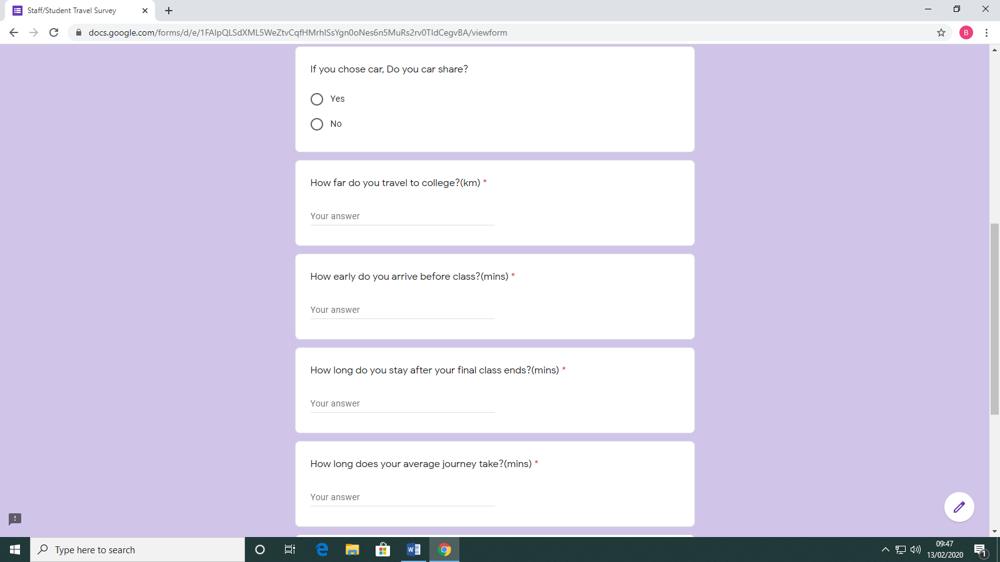 Staff/Student Travel Survey
docs.google.com/forms/d/e/1FAIpQLSdXML5WeZtvCqfHMrhISsYgn0oNes6n5MuRs2rv0TIdCegvBA/viewform
B
If you chose car, Do you car share?
Yes
No
How far do you travel to college?(km) *
Your answer
How early do you arrive before class?(mins) *
Your answer
How long do you stay after your final class ends?(mins) *
Your answer
How long does your average journey take?(mins) *
Your answer
Type here to search
09:47
13/02/2020
1